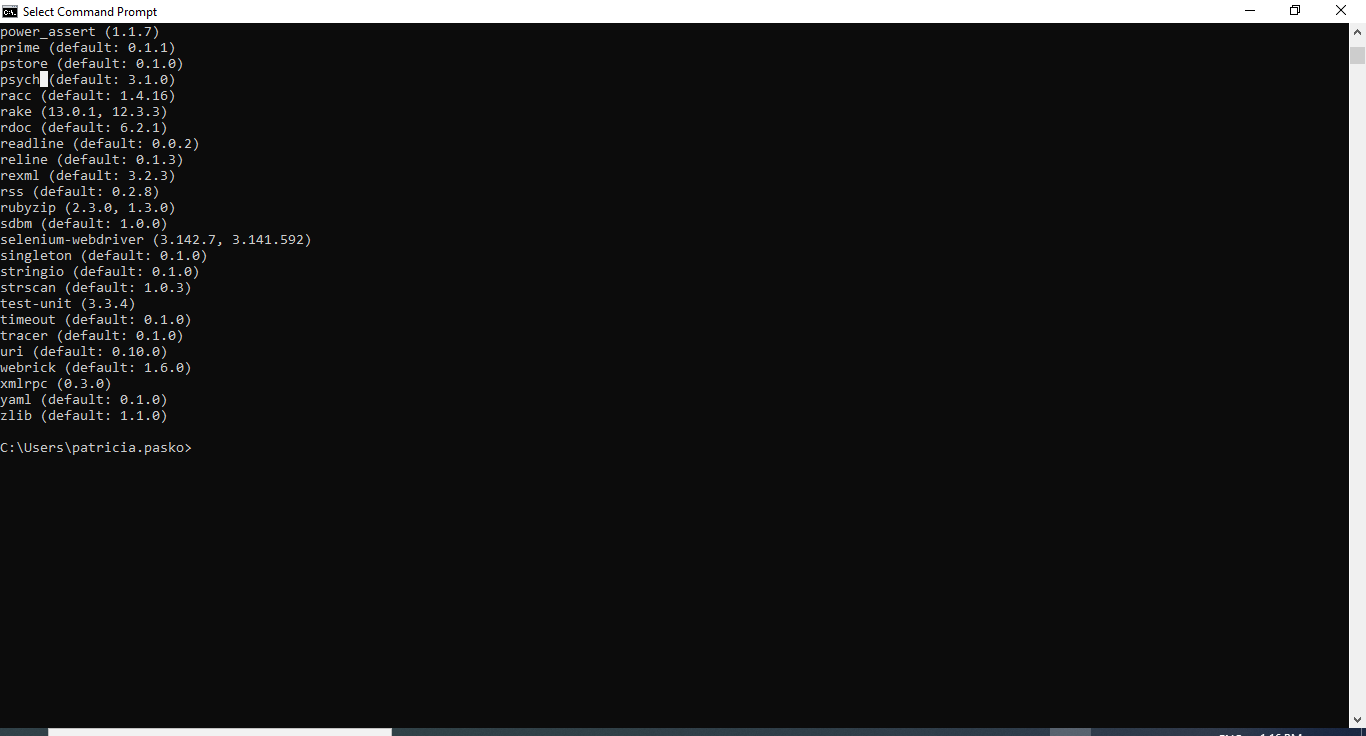 Select Command Prompt
power_assert (1.1.7)
prime (default: 0.1.1)
pstore (default: 0.1.0)
psych (default: 3.1.0)
racc (default: 1.4.16)
rake (13.0.1, 12.3.3)
rdoc (default: 6.2.1)
readline (default: 0.0.2)
reline (default: 0.1.3)
rexml (default: 3.2.3)
rss (default: 0.2.8)
rubyzip (2.3.0, 1.3.0)
sdbm (default: 1.0.0)
selenium-webdriver (3.142.7, 3.141.592)
singleton (default: 0.1.0)
stringio (default: 0.1.0)
strscan (default: 1.0.3)
test-unit (3.3.4)
timeout (default: 0.1.0)
tracer (default: 0.1.0)
uri (default: 0.10.0)
webrick (default: 1.6.0)
xmlrpc (0.3.0)
yaml (default: 0.1.0)
zlib (default: 1.1.0)
C:\Users\patricia.pasko>